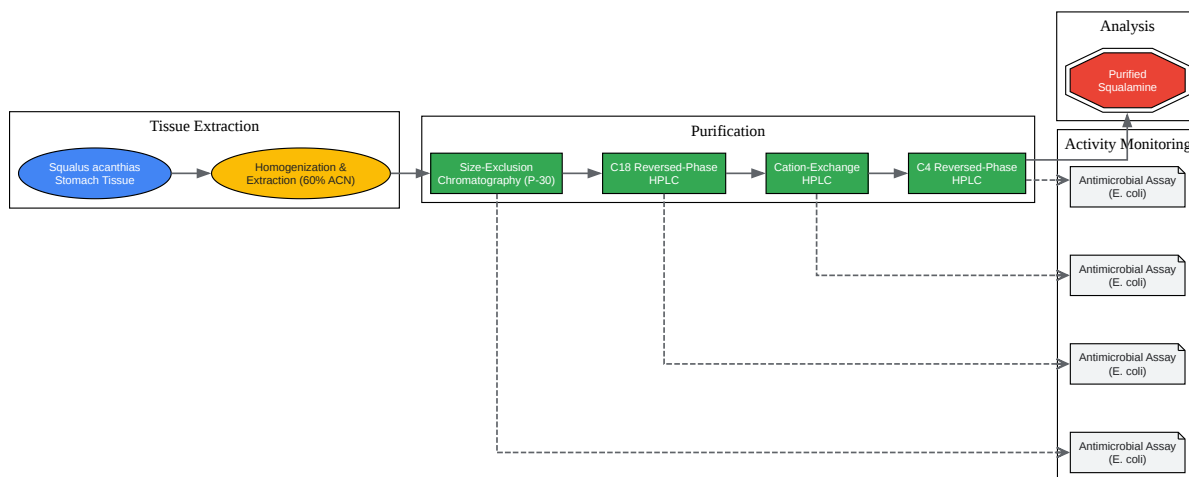 Analysis
Purified
Squalamine
Tissue Extraction
Squalus acanthias
Stomach Tissue
Homogenization &
Extraction (60% ACN)
Purification
Size-Exclusion
Chromatography (P-30)
C18 Reversed-Phase
HPLC
Cation-Exchange
HPLC
C4 Reversed-Phase
HPLC
Activity Monitoring
Antimicrobial Assay
(E. coli)
Antimicrobial Assay
(E. coli)
Antimicrobial Assay
(E. coli)
Antimicrobial Assay
(E. coli)